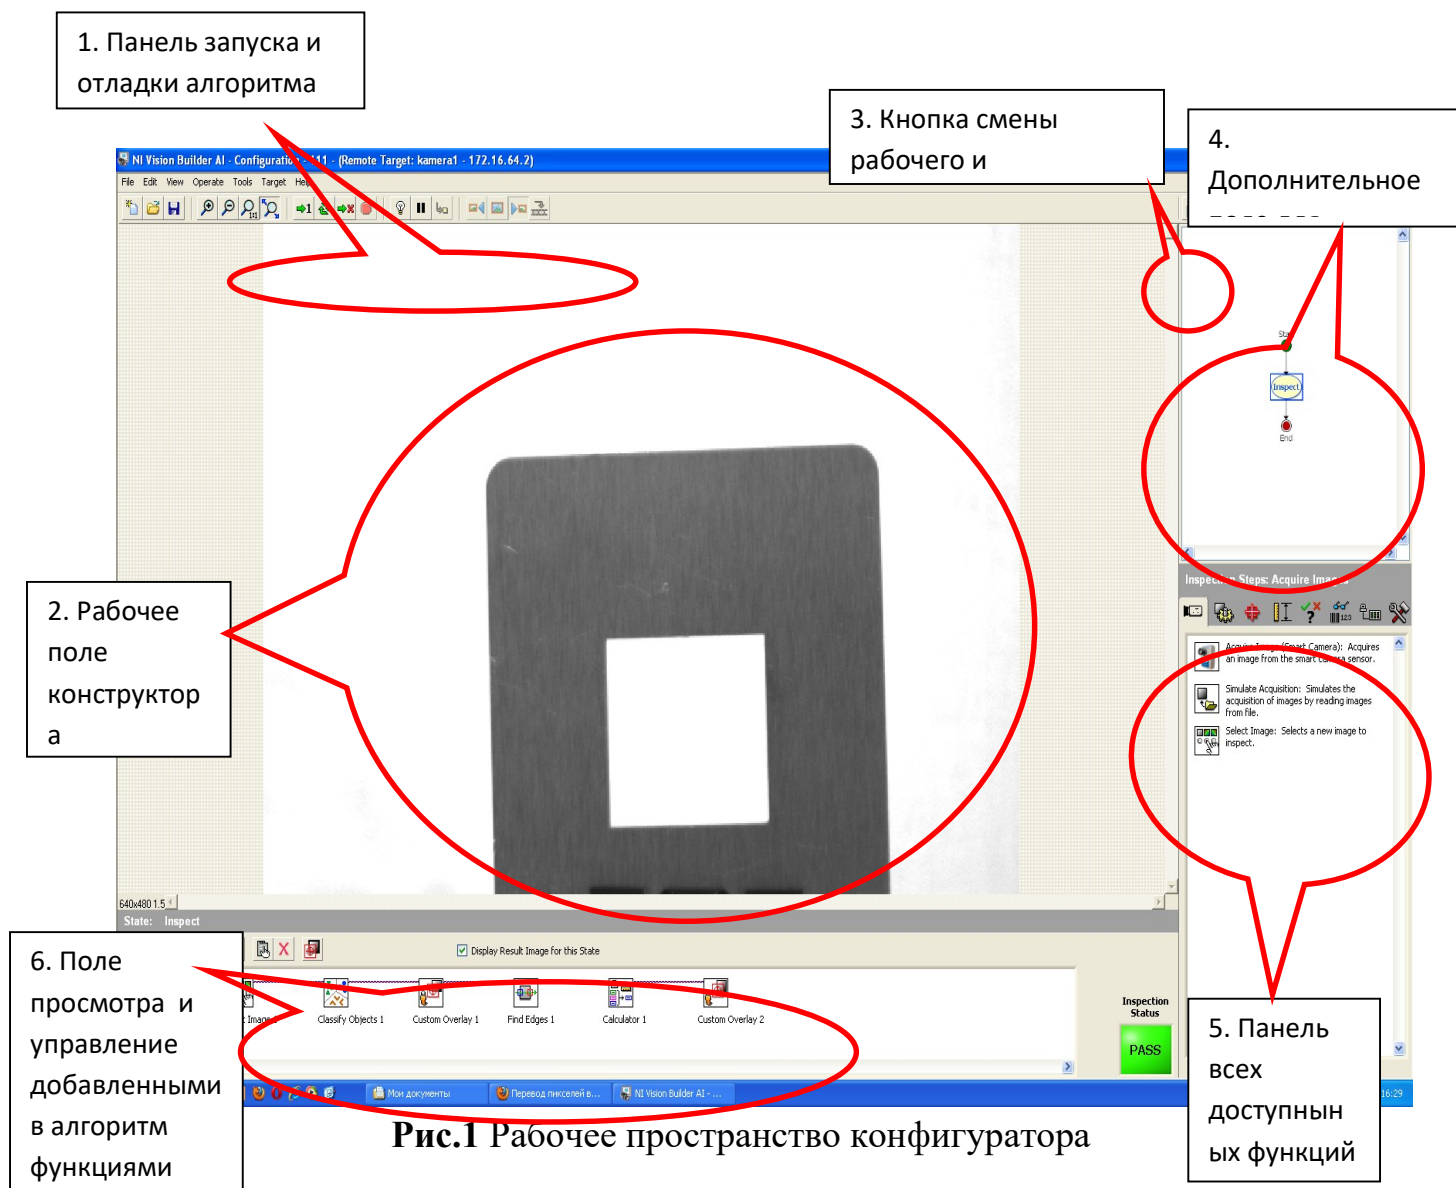 1. Панель запуска и
отладки алгоритма
3. Кнопка смены
рабочего и
4.
Дополнительное
NI Vision Builder AI - Configuration - 111 - (Remote Target: kamera1 - 172.16.64.2)
File Edit View Operate Tools Target Help
Start
Inspect
End
2. Рабочее
поле
конструктор
а
Inspection Steps: Acquire Images
Acquire Image (Smart Camera): Acquires
an image from the smart camera sensor.
Simulate Acquisition: Simulates the
acquisition of images by reading images
from file.
Select Image: Selects a new image to
inspect.
640x480 1.5
State: Inspect
Display Result Image for this State
6. Поле
просмотра и
управление
добавленными
в алгоритм
функциями
Classify Objects 1
Custom Overlay 1
Find Edges 1
Calculator 1
Custom Overlay 2
Inspection
Status
PASS
5. Панель
всех
доступнын
ых функций
Мои документы
Перевод пикселей в...
NI Vision Builder AI - ...
16:29
Рис.1 Рабочее пространство конфигуратора